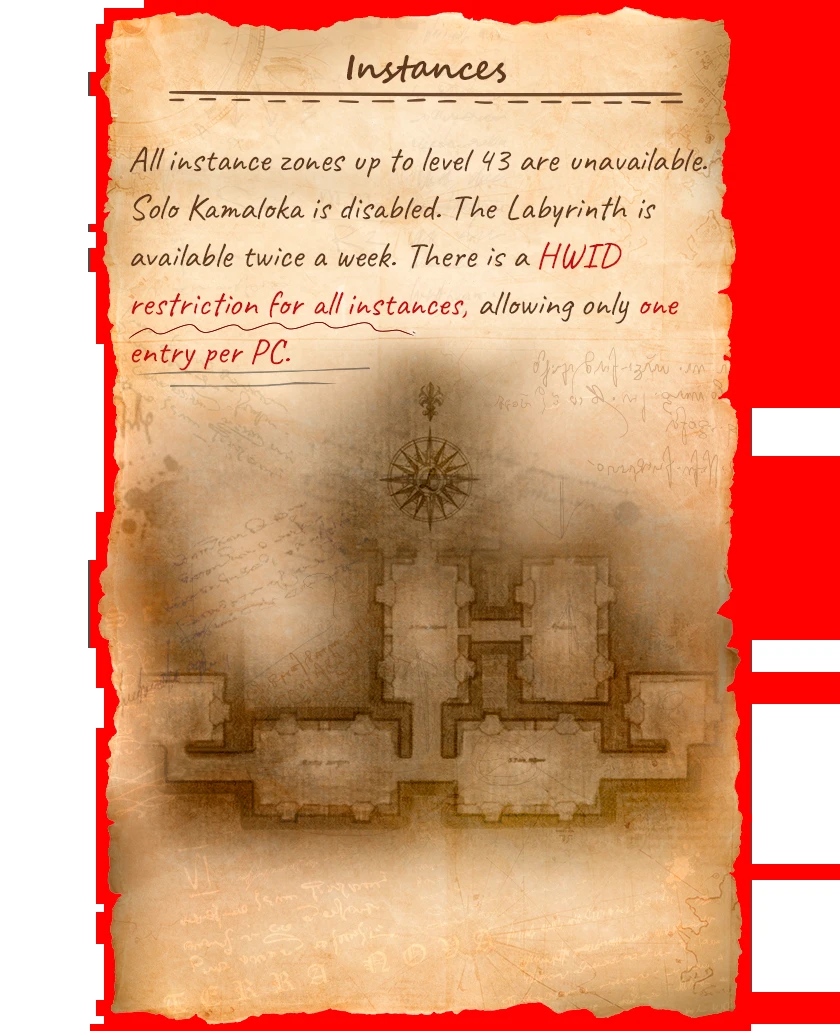 Instances
All instance zones up to level 43 are unavailable.
Solo Kamaloka is disabled. The Labyrinth is
available twice a week. There is a HWID
restriction for all instances, allowing only one
entry per PC.